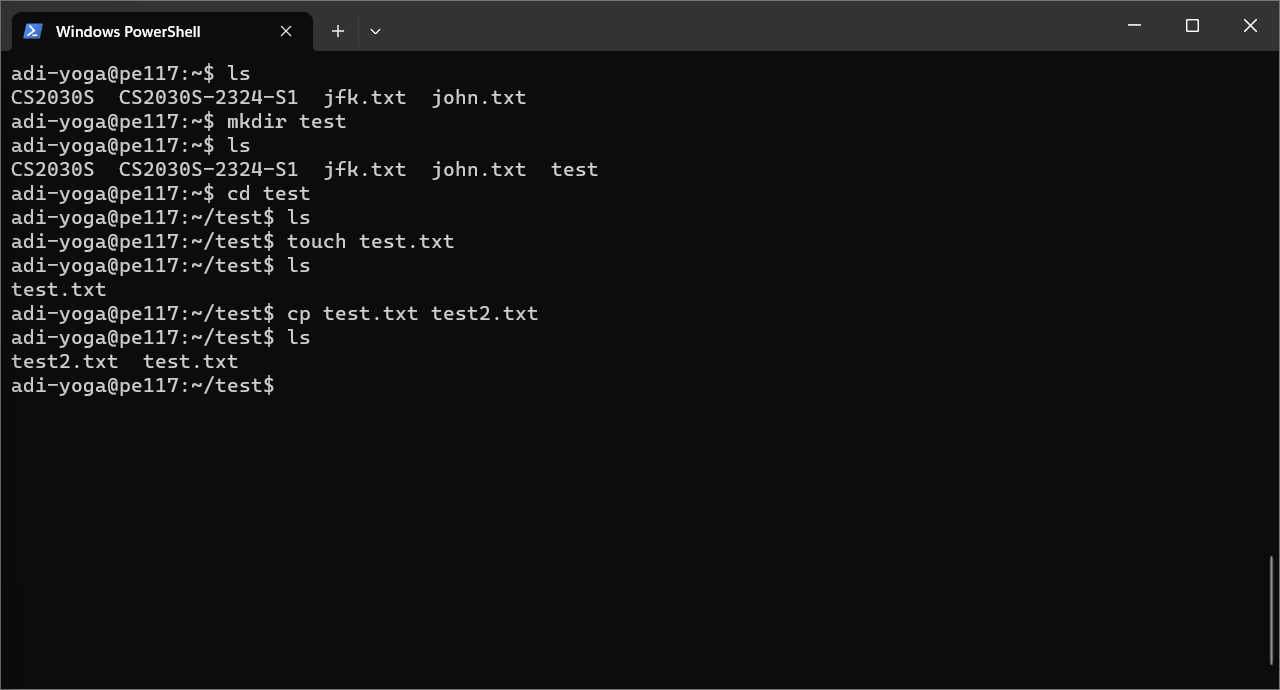 Windows PowerShell
adi-yoga@pe117:~$ ls
CS2030S  CS2030S-2324-S1  jfk.txt  john.txt
adi-yoga@pe117:~$ mkdir test
adi-yoga@pe117:~$ ls
CS2030S  CS2030S-2324-S1  jfk.txt  john.txt  test
adi-yoga@pe117:~$ cd test
adi-yoga@pe117:~/test$ ls
adi-yoga@pe117:~/test$ touch test.txt
adi-yoga@pe117:~/test$ ls
test.txt
adi-yoga@pe117:~/test$ cp test.txt test2.txt
adi-yoga@pe117:~/test$ ls
test2.txt  test.txt
adi-yoga@pe117:~/test$